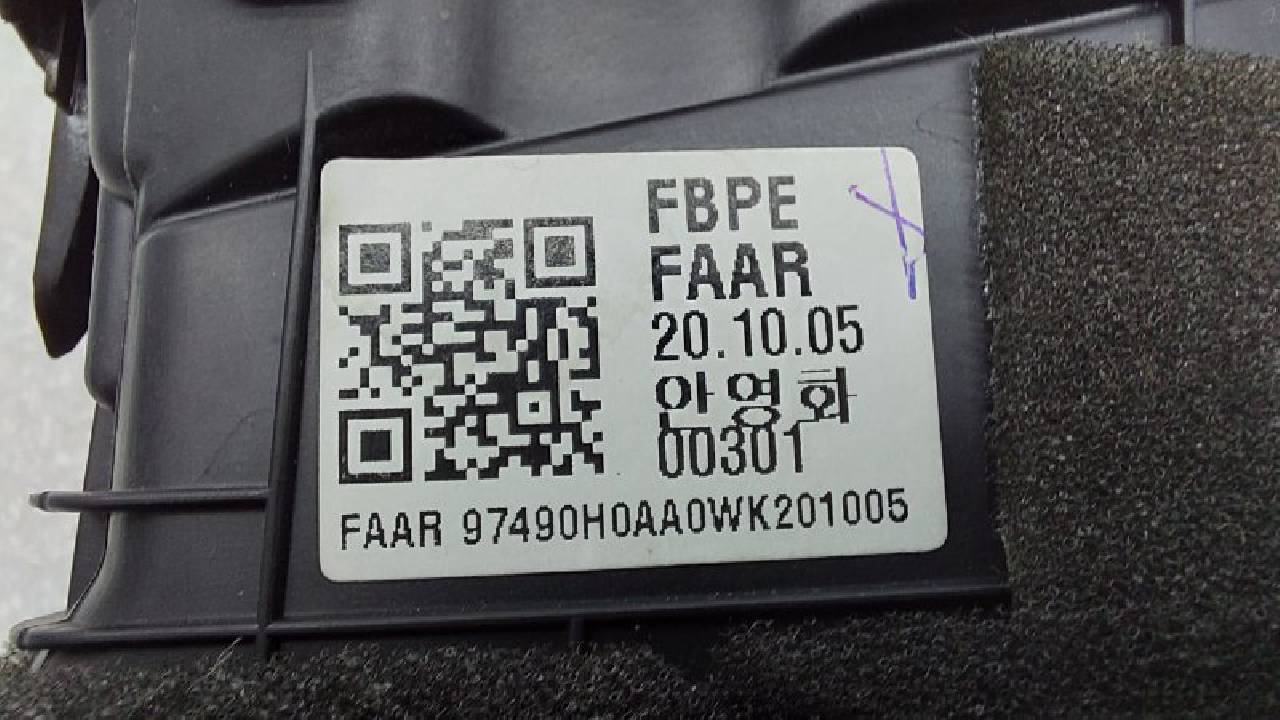 FBPE
FAAR
20.10.05
안영화
00301
FAAR 97490H0AA0WK201005